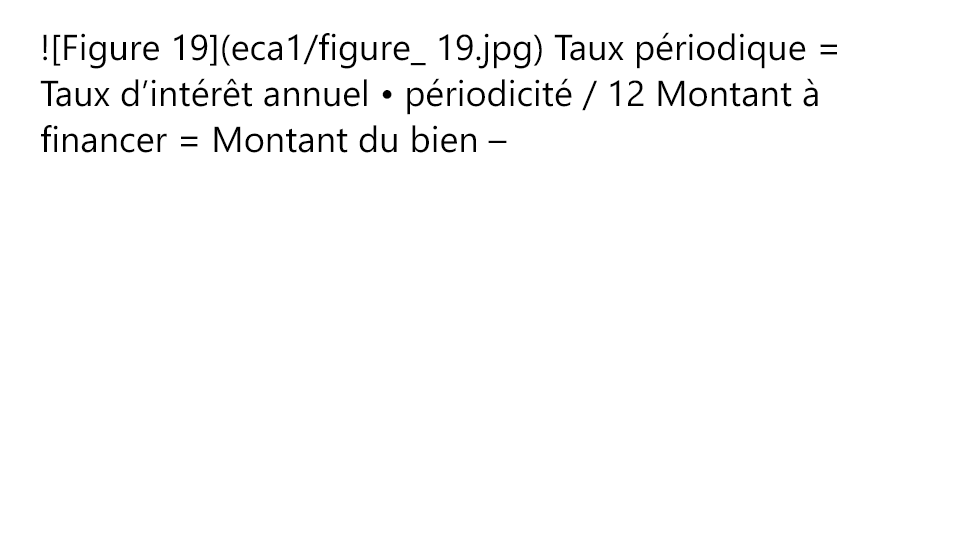 ![Figure 19](eca1/figure_ 19.jpg) Taux périodique =
Taux d’intérêt annuel • périodicité / 12 Montant à
financer = Montant du bien –